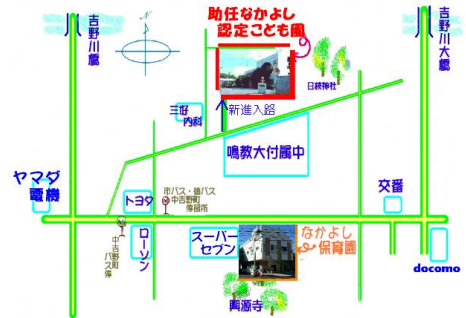 吉野川橋
助任なかよし
認定こども園
吉野川大橋
日枝神社
三好
内科
新進入路
鳴教大付属中
ヤマダ
電機
トヨタ
市バス・徳バス
中吉野町
停留所
交番
中吉野町
バス停
ローソン
スーパー
セブン
なかよし
保育園
docomo
興源寺